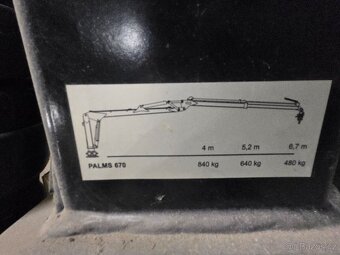 4 m 5,2 m 6,7 m
PALMS 670 840 kg 640 kg 480 kg